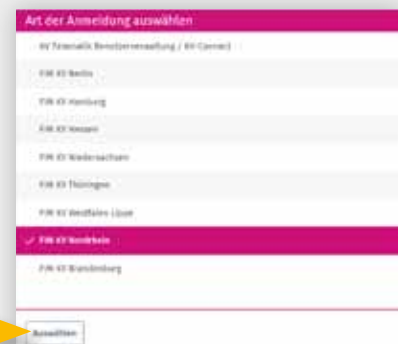 Art der Anmeldung auswählen
KV Telematik Benutzerverwaltung / KV-Connect
FIM KV Berlin
FIM KV Hamburg
FIM KV Hessen
FIM KV Niedersachsen
FIM KV Thüringen
FIM KV Westfalen Lippe
FIM KV Nordrhein
FIM KV Brandenburg
Auswählen